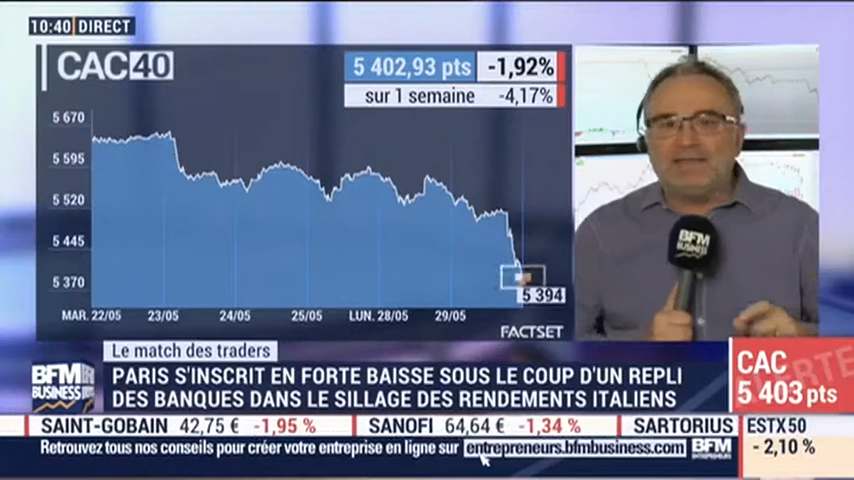 10:40 DIRECT
CAC40
5 402,93 pts -1,92%
sur 1 semaine -4,17%
5 670
5 595
5 520
5 445
5 370
5 394
MAR. 22/05 23/05 24/05 25/05 LUN. 28/05 29/05
FACTSET
BFM
BUSINESS
Le match des traders
BFM
BUSINESS
PARIS S'INSCRIT EN FORTE BAISSE SOUS LE COUP D'UN REPLI
DES BANQUES DANS LE SILLAGE DES RENDEMENTS ITALIENS
CAC
5 403 pts
SAINT-GOBAIN 42,75 € -1,95 % SANOFI 64,64 € -1,34 % SARTORIUS
ESTX50
- 2,10 %
Retrouvez tous nos conseils pour créer votre entreprise en ligne sur entrepreneurs.bfmbusiness.com
BFM
ENTREPRENEURS